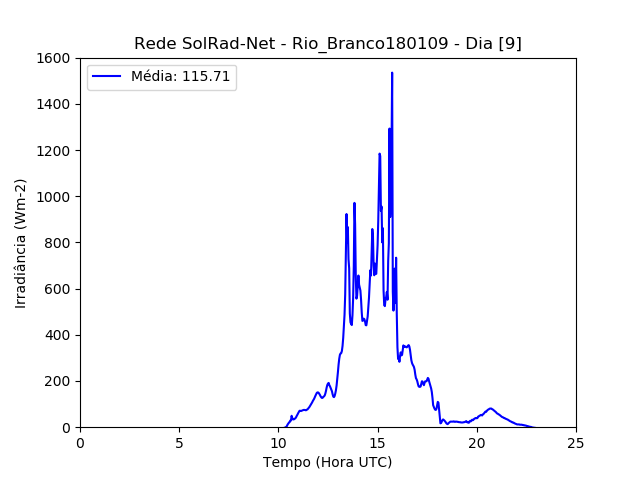 Rede SolRad-Net - Rio_Branco180109 - Dia [9]
Média: 115.71
Irradiância (Wm-2)
1600
1400
1200
1000
800
600
400
200
0
0 5 10 15 20 25
Tempo (Hora UTC)